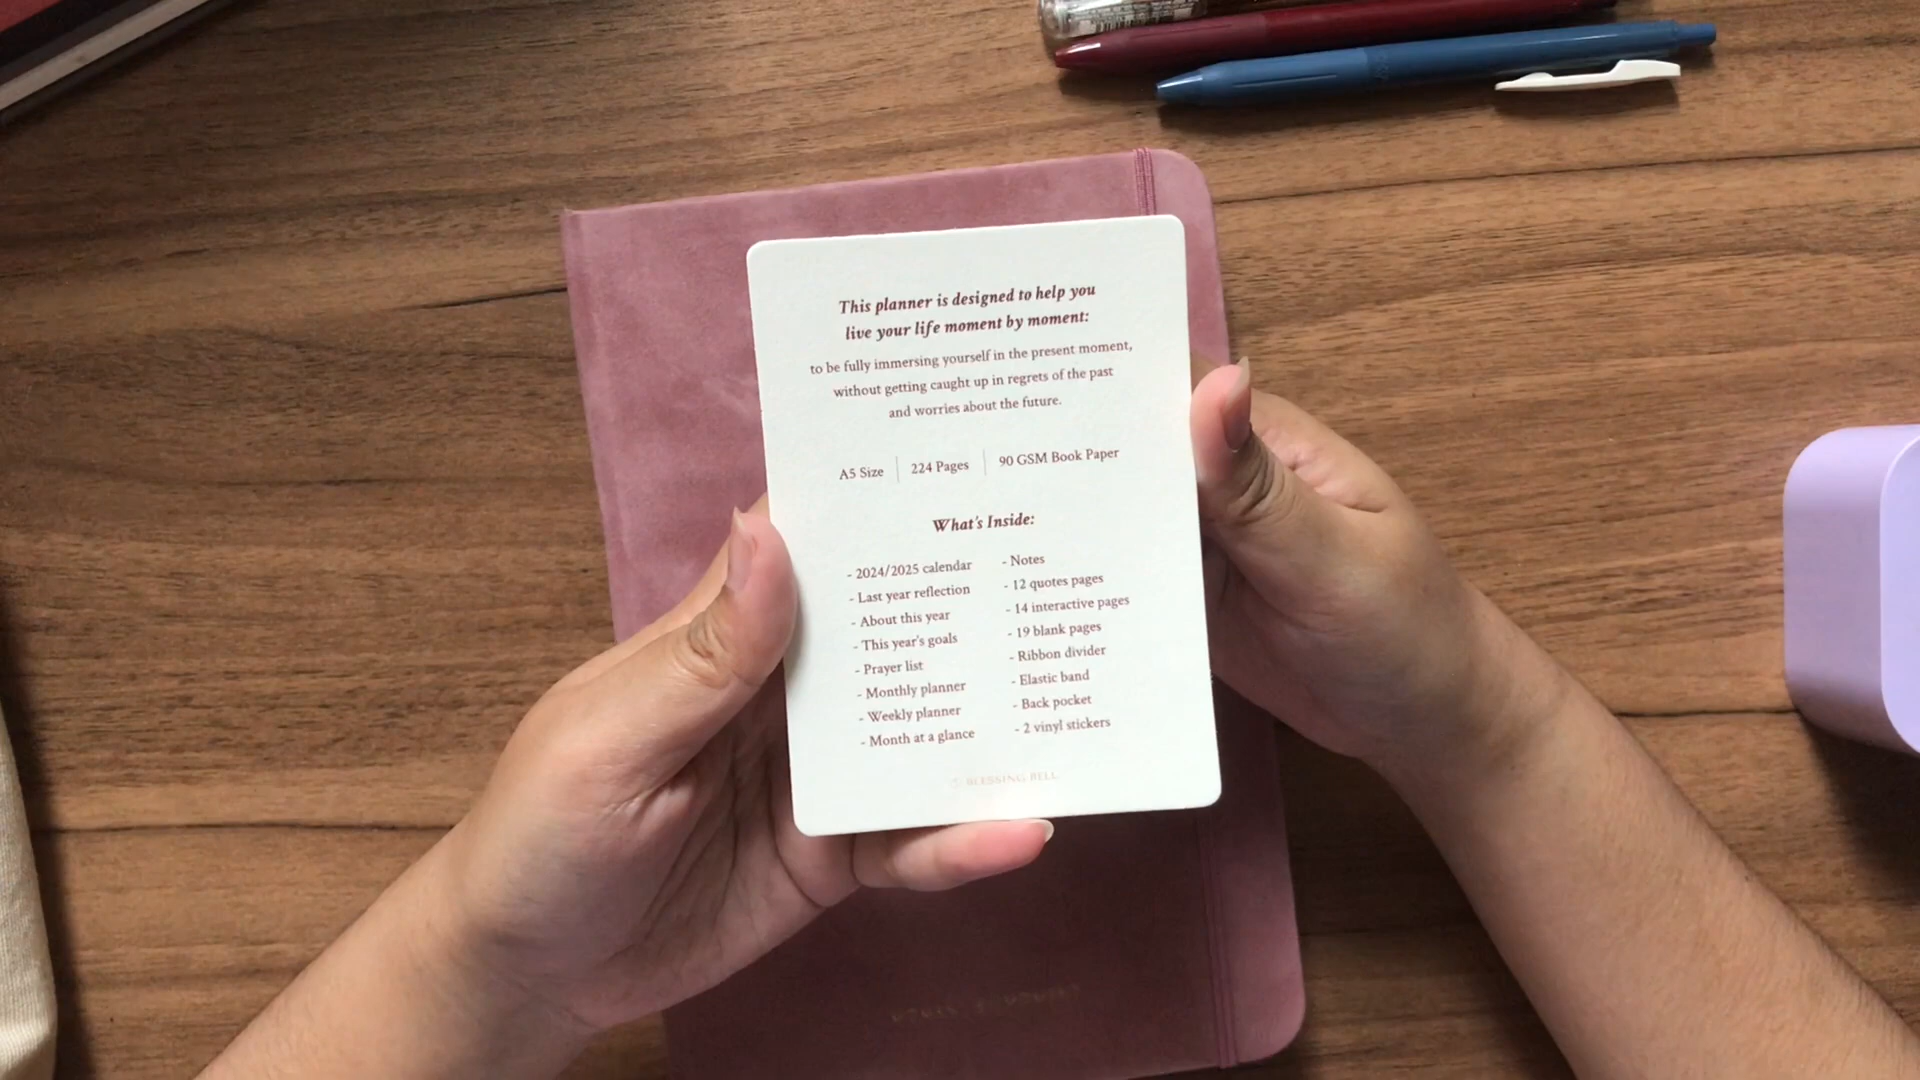 This planner is designed to help you
live your life moment by moment:
to be fully immersing yourself in the present moment,
without getting caught up in regrets of the past
and worries about the future.
A5 Size | 224 Pages | 90 GSM Book Paper
What's Inside:
- 2024/2025 calendar
- Last year reflection
- About this year
- This year's goals
- Prayer list
- Monthly planner
- Weekly planner
- Month at a glance
- Notes
- 12 quotes pages
- 14 interactive pages
- 19 blank pages
- Ribbon divider
- Elastic band
- Back pocket
- 2 vinyl stickers
BLESSING BELL